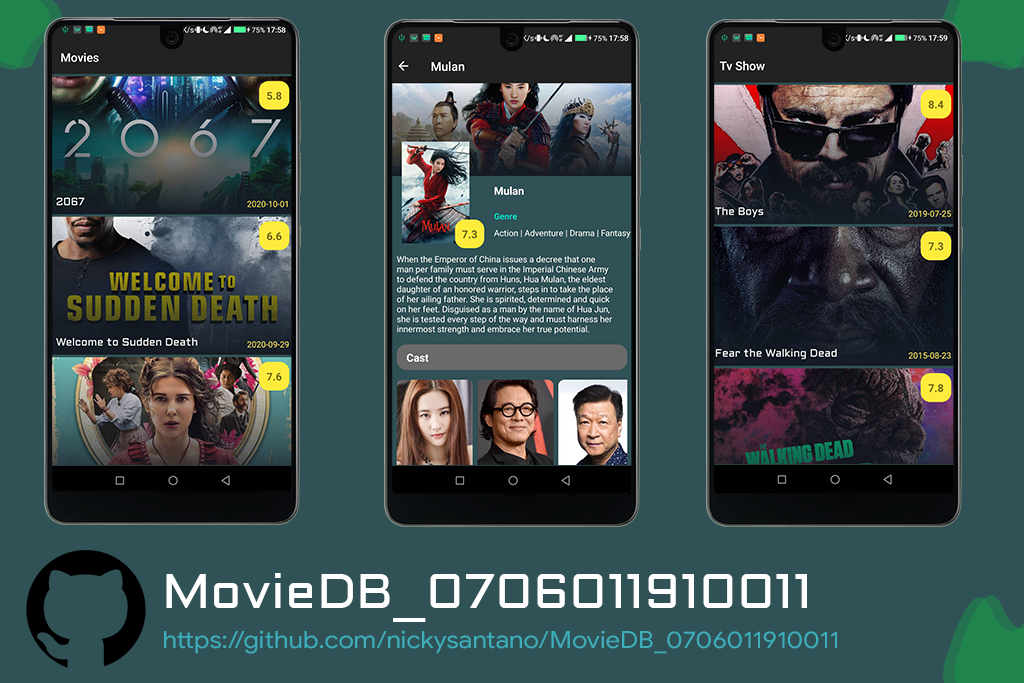 75% 17:58
Movies
5.8
2067
2067
2020-10-01
6.6
WELCOME TO
SUDDEN DEATH
Welcome to Sudden Death
2020-09-29
7.6
K/s 75% 17:58
Mulan
MULAN
7.3
Mulan
Genre
Action | Adventure | Drama | Fantasy
When the Emperor of China issues a decree that one
man per family must serve in the Imperial Chinese Army
to defend the country from Huns, Hua Mulan, the eldest
daughter of an honored warrior, steps in to take the place
of her ailing father. She is spirited, determined and quick
on her feet. Disguised as a man by the name of Hua Jun,
she is tested every step of the way and must harness her
innermost strength and embrace her true potential.
Cast
K/s 75% 17:59
Tv Show
8.4
The Boys
2019-07-25
7.3
Fear the Walking Dead
2015-08-23
7.8
THE
WALKING DEAD
MovieDB_0706011910011
https://github.com/nickysantano/MovieDB_0706011910011